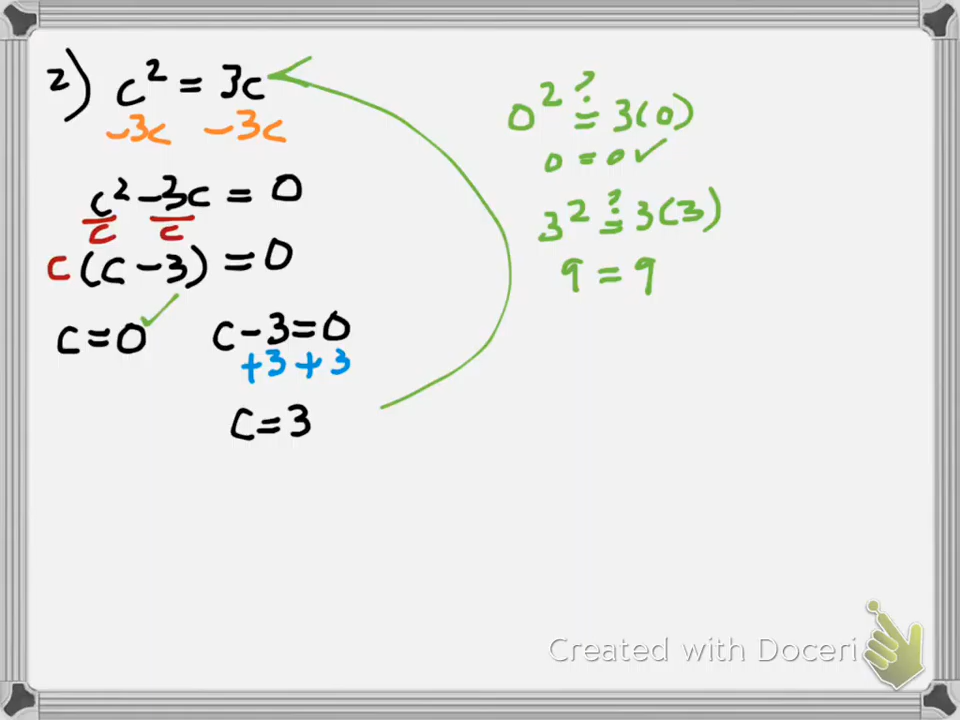 2) c² = 3c
-3c -3c
c² - 3c = 0
c c
c(c - 3) = 0
c = 0 ✓ c - 3 = 0
+3 + 3
c = 3
0² ≟ 3(0)
0 = 0 ✓
3² ≟ 3(3)
9 = 9
Created with Doceri